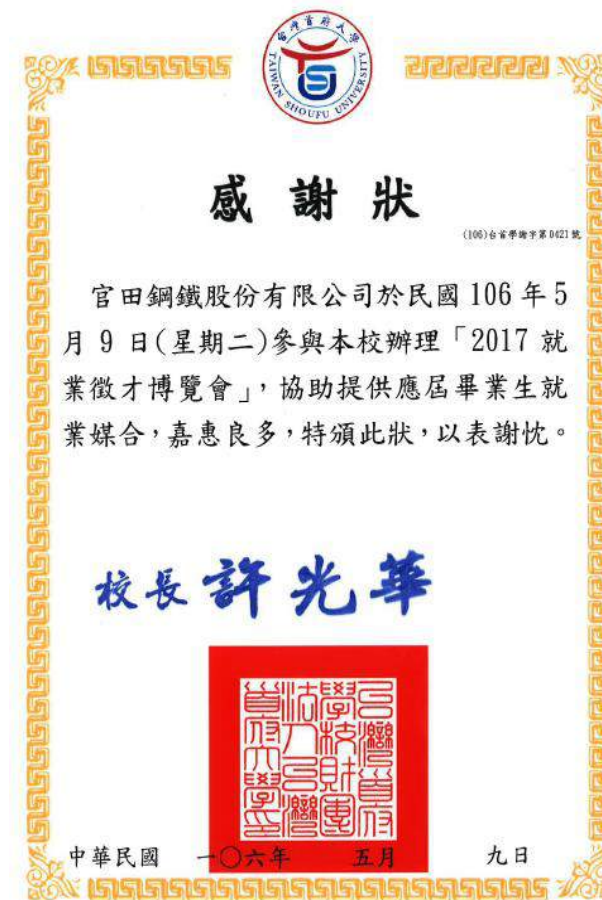 台灣首府大學
TAIWAN SHOUFU UNIVERSITY
感謝狀
(106)台首學謝字第D421號
官田鋼鐵股份有限公司於民國106年5
月9日(星期二)參與本校辦理「2017就
業徵才博覽會」,協助提供應屆畢業生就
業媒合,嘉惠良多,特頒此狀,以表謝忱。
校長 許光華
台灣首府
學校財團
法人台灣
首府大學印
中華民國 一〇六年 五月 九日